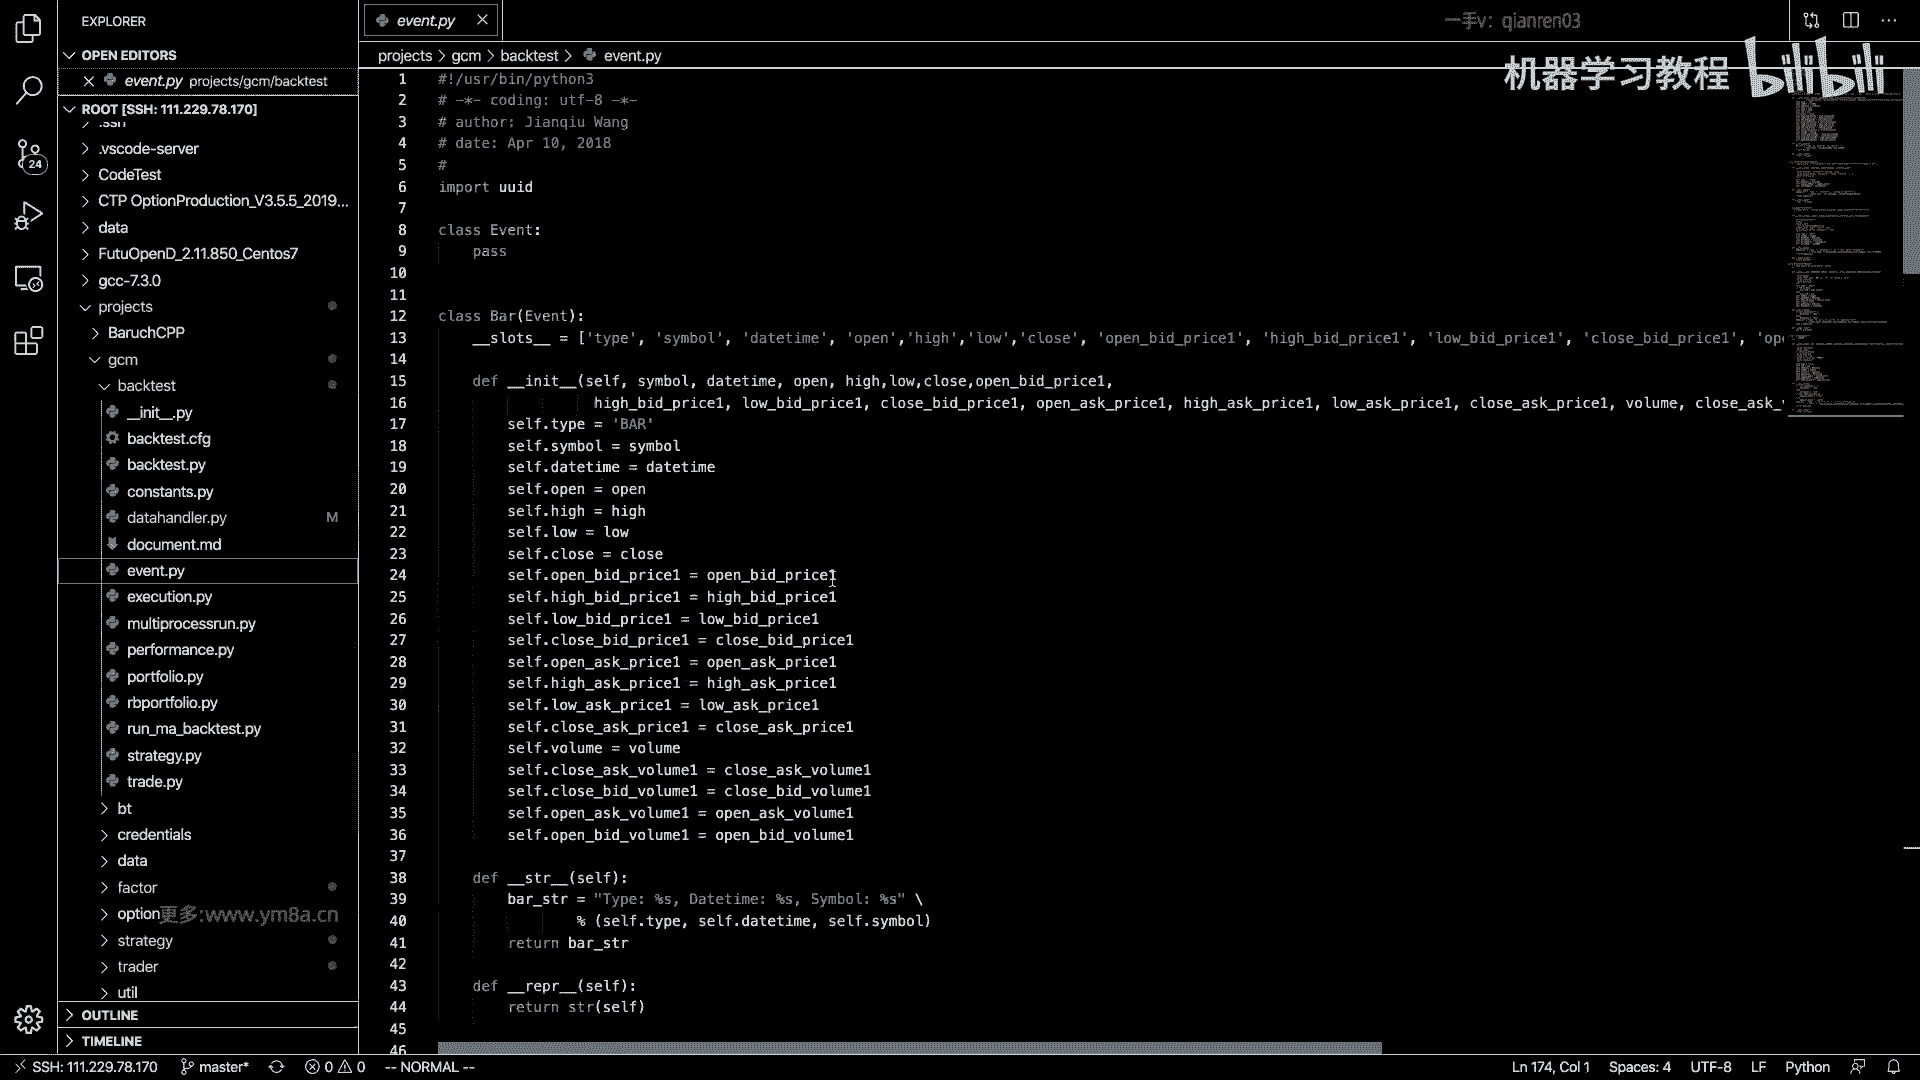 EXPLORER
OPEN EDITORS
event.py projects/gcm/backtest
ROOT [SSH: 111.229.78.170]
.ssh
.vscode-server
CodeTest
CTP OptionProduction_V3.5.5_2019...
data
FutuOpenD_2.11.850_Centos7
gcc-7.3.0
projects
BaruchCPP
gcm
backtest
__init__.py
backtest.cfg
backtest.py
constants.py
datahandler.py M
document.md
event.py
execution.py
multiprocessrun.py
performance.py
portfolio.py
rbportfolio.py
run_ma_backtest.py
strategy.py
trade.py
bt
credentials
data
factor
option
更多:www.ym8a.cn
strategy
trader
util
OUTLINE
TIMELINE
24
event.py
一手v: qianren03
机器学习教程 bilibili
projects > gcm > backtest > event.py
1 #!/usr/bin/python3
2 # -*- coding: utf-8 -*-
3 # author: Jianqiu Wang
4 # date: Apr 10, 2018
5 #
6 import uuid
7
8 class Event:
9 pass
10
11
12 class Bar(Event):
13 __slots__ = ['type', 'symbol', 'datetime', 'open','high','low','close', 'open_bid_price1', 'high_bid_price1', 'low_bid_price1', 'close_bid_price1', 'ope
14
15 def __init__(self, symbol, datetime, open, high,low,close,open_bid_price1,
16 high_bid_price1, low_bid_price1, close_bid_price1, open_ask_price1, high_ask_price1, low_ask_price1, close_ask_price1, volume, close_ask_v
17 self.type = 'BAR'
18 self.symbol = symbol
19 self.datetime = datetime
20 self.open = open
21 self.high = high
22 self.low = low
23 self.close = close
24 self.open_bid_price1 = open_bid_price1
25 self.high_bid_price1 = high_bid_price1
26 self.low_bid_price1 = low_bid_price1
27 self.close_bid_price1 = close_bid_price1
28 self.open_ask_price1 = open_ask_price1
29 self.high_ask_price1 = high_ask_price1
30 self.low_ask_price1 = low_ask_price1
31 self.close_ask_price1 = close_ask_price1
32 self.volume = volume
33 self.close_ask_volume1 = close_ask_volume1
34 self.close_bid_volume1 = close_bid_volume1
35 self.open_ask_volume1 = open_ask_volume1
36 self.open_bid_volume1 = open_bid_volume1
37
38 def __str__(self):
39 bar_str = "Type: %s, Datetime: %s, Symbol: %s" \
40 % (self.type, self.datetime, self.symbol)
41 return bar_str
42
43 def __repr__(self):
44 return str(self)
45
46
SSH: 111.229.78.170 master* 0 0 -- NORMAL -- Ln 174, Col 1 Spaces: 4 UTF-8 LF Python